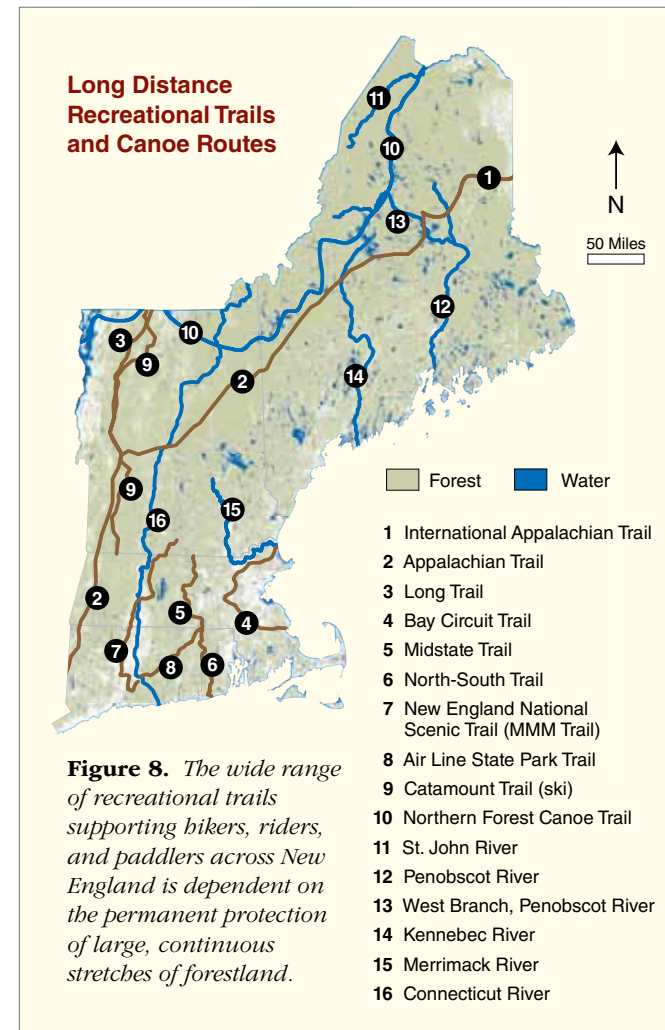 Long Distance
Recreational Trails
and Canoe Routes
11
10
1
N
13
50 Miles
12
3
10
9
2
14
9
15
16
2
5
4
7
8
6
Forest
Water
1 International Appalachian Trail
2 Appalachian Trail
3 Long Trail
4 Bay Circuit Trail
5 Midstate Trail
6 North-South Trail
7 New England National
Scenic Trail (MMM Trail)
8 Air Line State Park Trail
9 Catamount Trail (ski)
10 Northern Forest Canoe Trail
11 St. John River
12 Penobscot River
13 West Branch, Penobscot River
14 Kennebec River
15 Merrimack River
16 Connecticut River
Figure 8. The wide range
of recreational trails
supporting hikers, riders,
and paddlers across New
England is dependent on
the permanent protection
of large, continuous
stretches of forestland.